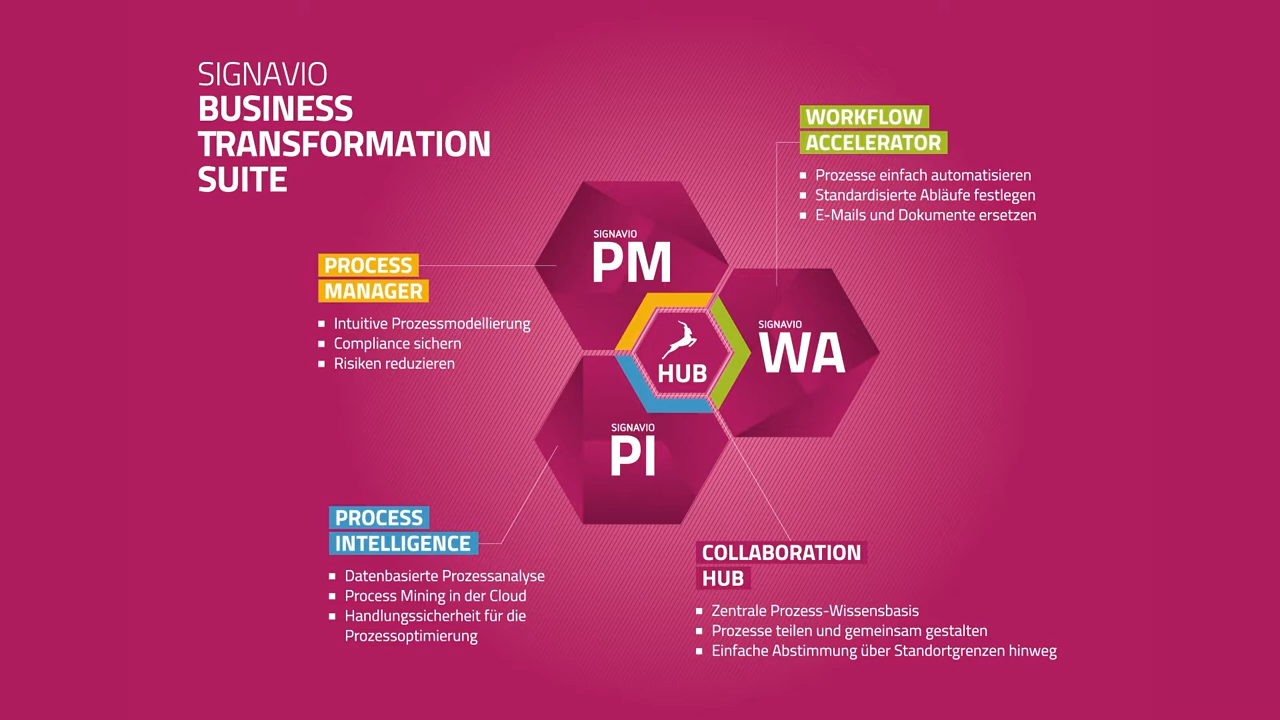 SIGNAVIO
BUSINESS
TRANSFORMATION
SUITE
WORKFLOW
ACCELERATOR
▪ Prozesse einfach automatisieren
▪ Standardisierte Abläufe festlegen
▪ E-Mails und Dokumente ersetzen
SIGNAVIO
PM
PROCESS
MANAGER
▪ Intuitive Prozessmodellierung
▪ Compliance sichern
▪ Risiken reduzieren
HUB
SIGNAVIO
WA
SIGNAVIO
PI
PROCESS
INTELLIGENCE
▪ Datenbasierte Prozessanalyse
▪ Process Mining in der Cloud
▪ Handlungssicherheit für die
Prozessoptimierung
COLLABORATION
HUB
▪ Zentrale Prozess-Wissensbasis
▪ Prozesse teilen und gemeinsam gestalten
▪ Einfache Abstimmung über Standortgrenzen hinweg